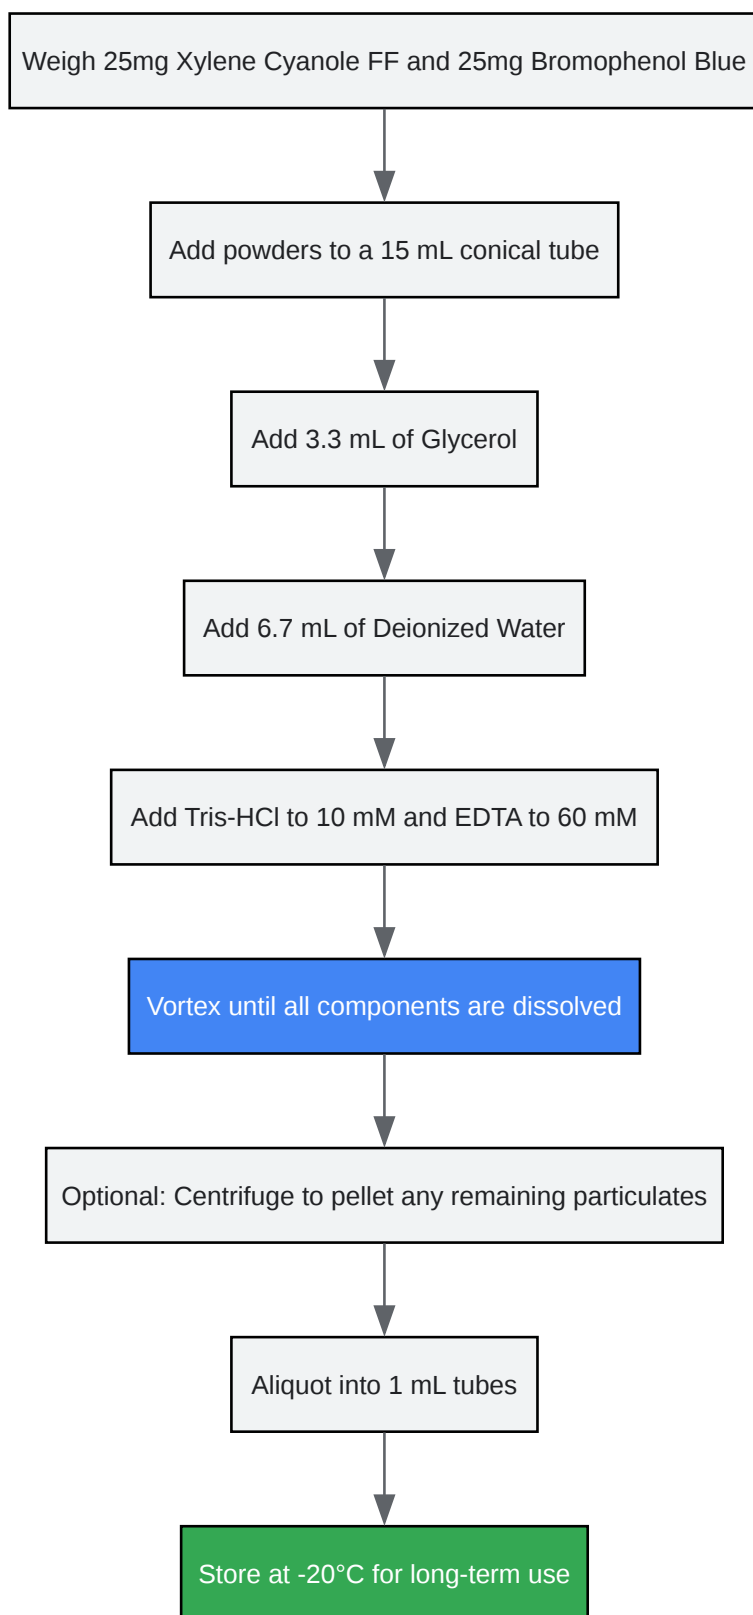 Weigh 25mg Xylene Cyanole FF and 25mg Bromophenol Blue
Add powders to a 15 mL conical tube
Add 3.3 mL of Glycerol
Add 6.7 mL of Deionized Water
Add Tris-HCl to 10 mM and EDTA to 60 mM
Vortex until all components are dissolved
Optional: Centrifuge to pellet any remaining particulates
Aliquot into 1 mL tubes
Store at -20°C for long-term use